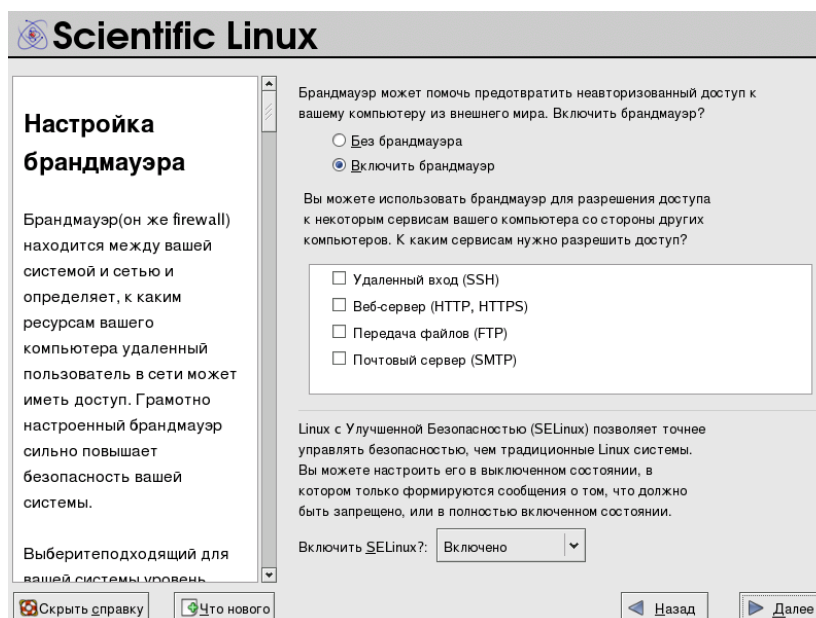 Scientific Linux
Настройка
брандмауэра
Брандмауэр(он же firewall)
находится между вашей
системой и сетью и
определяет, к каким
ресурсам вашего
компьютера удаленный
пользователь в сети может
иметь доступ. Грамотно
настроенный брандмауэр
сильно повышает
безопасность вашей
системы.
Выберитеподходящий для
вашей системы уровень
Брандмауэр может помочь предотвратить неавторизованный доступ к
вашему компьютеру из внешнего мира. Включить брандмауэр?
Без брандмауэра
Включить брандмауэр
Вы можете использовать брандмауэр для разрешения доступа
к некоторым сервисам вашего компьютера со стороны других
компьютеров. К каким сервисам нужно разрешить доступ?
Удаленный вход (SSH)
Веб-сервер (HTTP, HTTPS)
Передача файлов (FTP)
Почтовый сервер (SMTP)
Linux с Улучшенной Безопасностью (SELinux) позволяет точнее
управлять безопасностью, чем традиционные Linux системы.
Вы можете настроить его в выключенном состоянии, в
котором только формируются сообщения о том, что должно
быть запрещено, или в полностью включенном состоянии.
Включить SELinux?: Включено
Скрыть справку Что нового Назад Далее